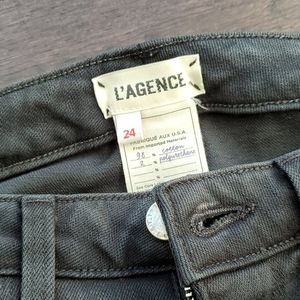 L'AGENCE
24
FABRIQUÉ AUX U.S.A.
From Imported Materials
98 % cotton
2 % polyurethane
%
%